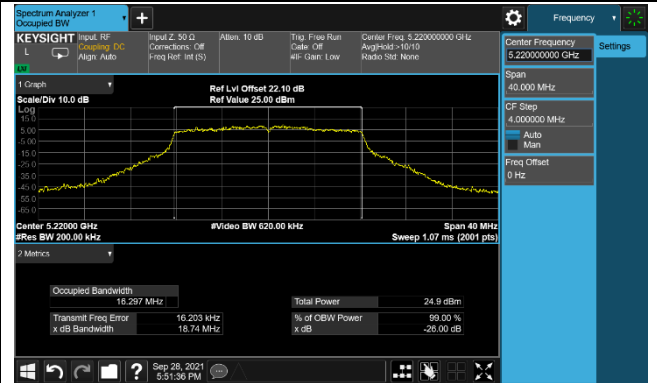 Spectrum Analyzer 1
Occupied BW
+
Frequency
KEYSIGHT
L
Input: RF
Coupling: DC
Align: Auto
Input Z: 50 Ω
Corrections: Off
Freq Ref: Int (S)
Atten: 10 dB
Trig: Free Run
Gate: Off
#IF Gain: Low
Center Freq: 5.220000000 GHz
Avg|Hold:>10/10
Radio Std: None
LXI
Center Frequency
5.220000000 GHz
Settings
Span
40.000 MHz
CF Step
4.000000 MHz
Auto
Man
Freq Offset
0 Hz
1 Graph
Scale/Div 10.0 dB
Ref Lvl Offset 22.10 dB
Ref Value 25.00 dBm
Log
15.0
5.00
-5.00
-15.0
-25.0
-35.0
-45.0
-55.0
-65.0
Center 5.22000 GHz
#Res BW 200.00 kHz
#Video BW 620.00 kHz
Span 40 MHz
Sweep 1.07 ms (2001 pts)
2 Metrics
Occupied Bandwidth
16.297 MHz
Total Power 24.9 dBm
Transmit Freq Error 16.203 kHz
% of OBW Power 99.00 %
x dB Bandwidth 18.74 MHz
x dB -26.00 dB
?
Sep 28, 2021
5:51:36 PM